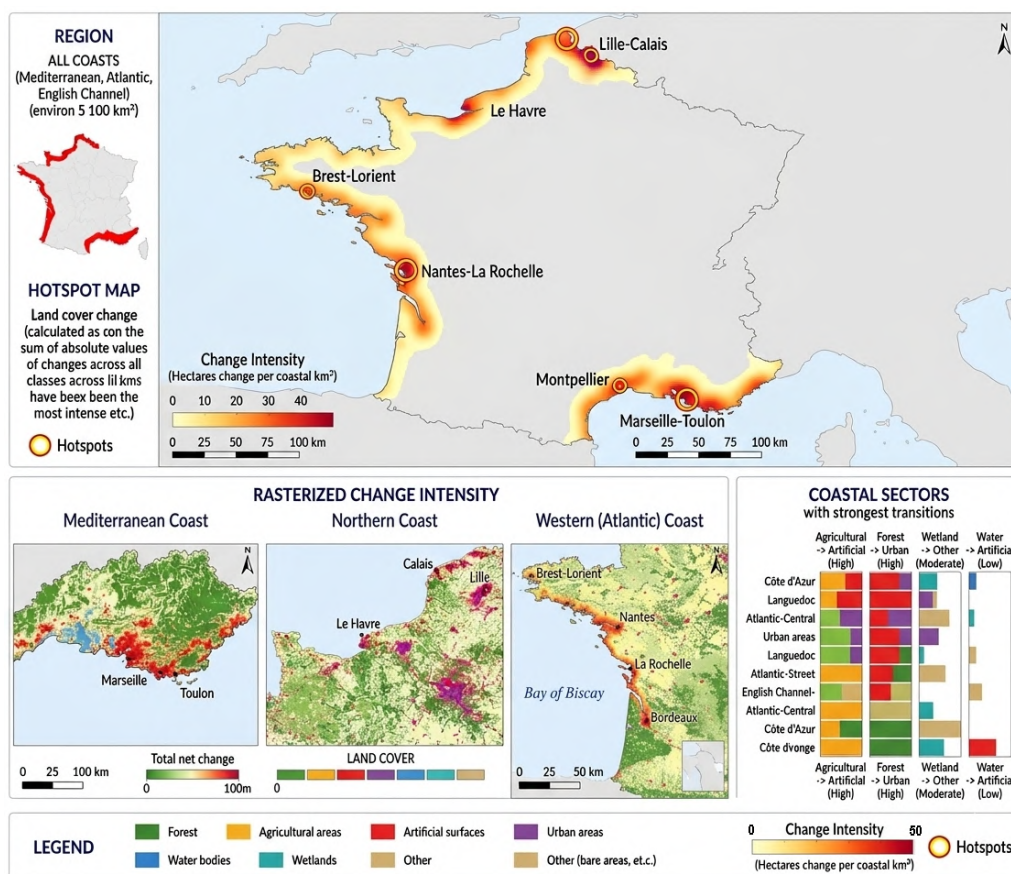 REGION
ALL COASTS
(Mediterranean, Atlantic,
English Channel)
(environ 5 100 km²)
HOTSPOT MAP
Land cover change
(calculated as con the
sum of absolute values
of changes across all
classes across lil kms
have beex been the
most intense etc.)
Hotspots
N
Lille-Calais
Le Havre
Brest-Lorient
Nantes-La Rochelle
Montpellier
Marseille-Toulon
Change Intensity
(Hectares change per coastal km²)
0 10 20 30 40
0 25 50 75 100 km
0 25 50 75 100 km
RASTERIZED CHANGE INTENSITY
Mediterranean Coast
N
Marseille
Toulon
0 25 50 100 km
Total net change
0 100m
Northern Coast
Calais
Lille
Le Havre
LAND COVER
0
Western (Atlantic) Coast
N
Brest-Lorient
Nantes
La Rochelle
Bay of Biscay
Bordeaux
0 25 50 km
COASTAL SECTORS
with strongest transitions
Agricultural Forest Wetland Water
-> Artificial -> Urban -> Other -> Artificial
(High) (High) (Moderate) (Low)
Côte d'Azur
Languedoc
Atlantic-Central
Urban areas
Languedoc
Atlantic-Street
English Channel-
Atlantic-Central
Côte d'Azur
Côte dvonge
Agricultural Forest Wetland Water
-> Artificial -> Urban -> Other -> Artificial
(High) (High) (Moderate) (Low)
LEGEND
Forest
Agricultural areas
Artificial surfaces
Urban areas
Water bodies
Wetlands
Other
Other (bare areas, et.c.)
0 Change Intensity 50
(Hectares change per coastal km²)
Hotspots